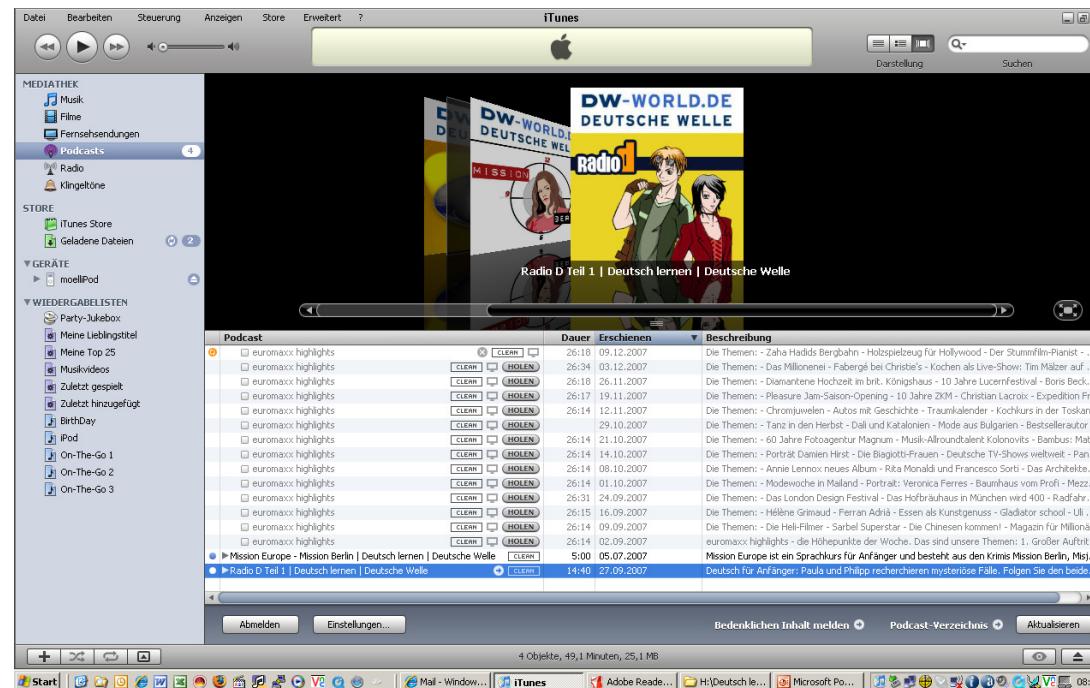 Datei Bearbeiten Steuerung Anzeigen Store Erweitert ? iTunes
Darstellung Suchen
MEDIATHEK
Musik
Filme
Fernsehsendungen
Podcasts 4
Radio
Klingeltöne
STORE
iTunes Store
Geladene Dateien 2
GERÄTE
moelliPod
WIEDERGABELISTEN
Party-Jukebox
Meine Lieblingstitel
Meine Top 25
Musikvideos
Zuletzt gespielt
Zuletzt hinzugefügt
BirthDay
iPod
On-The-Go 1
On-The-Go 2
On-The-Go 3
DW-WORLD.DE
DEUTSCHE WELLE
Radio D
MISSION
Radio D Teil 1 | Deutsch lernen | Deutsche Welle
Podcast Dauer Erschienen Beschreibung
euromaxx highlights CLEAN 26:18 09.12.2007 Die Themen: - Zaha Hadids Bergbahn - Holzspielzeug für Hollywood - Der Stummfilm-Pianist - ..
euromaxx highlights CLEAN HOLEN 26:34 03.12.2007 Die Themen: - Das Millionenei - Fabergé bei Christie's - Kochen als Live-Show: Tim Mälzer auf .
euromaxx highlights CLEAN HOLEN 26:18 26.11.2007 Die Themen: - Diamantene Hochzeit im brit. Königshaus - 10 Jahre Lucernfestival - Boris Beck.
euromaxx highlights CLEAN HOLEN 26:17 19.11.2007 Die Themen: - Pleasure Jam-Saison-Opening - 10 Jahre ZKM - Christian Lacroix - Expedition Fr
euromaxx highlights CLEAN HOLEN 26:14 12.11.2007 Die Themen: - Chromjuwelen - Autos mit Geschichte - Traumkalender - Kochkurs in der Toskan
euromaxx highlights CLEAN HOLEN 29.10.2007 Die Themen: - Tanz in den Herbst - Dali und Katalonien - Mode aus Bulgarien - Bestsellerautor
euromaxx highlights CLEAN HOLEN 26:14 21.10.2007 Die Themen: - 60 Jahre Fotoagentur Magnum - Musik-Allroundtalent Kolonovits - Bambus: Mat
euromaxx highlights CLEAN HOLEN 26:14 14.10.2007 Die Themen: - Porträt Damien Hirst - Die Biagiotti-Frauen - Deutsche TV-Shows weltweit - Pan.
euromaxx highlights CLEAN HOLEN 26:14 08.10.2007 Die Themen: - Annie Lennox neues Album - Rita Monaldi und Francesco Sorti - Das Architekte.
euromaxx highlights CLEAN HOLEN 26:14 01.10.2007 Die Themen: - Modewoche in Mailand - Portrait: Veronica Ferres - Baumhaus vom Profi - Mezz.
euromaxx highlights CLEAN HOLEN 26:31 24.09.2007 Die Themen: - Das London Design Festival - Das Hofbräuhaus in München wird 400 - Radfahr.
euromaxx highlights CLEAN HOLEN 26:15 16.09.2007 Die Themen: - Hélène Grimaud - Ferran Adrià - Essen als Kunstgenuss - Gladiator school - Uli .
euromaxx highlights CLEAN HOLEN 26:14 09.09.2007 Die Themen: - Die Heli-Filmer - Sarbel Superstar - Die Chinesen kommen! - Magazin für Millionä
euromaxx highlights CLEAN HOLEN 26:14 02.09.2007 euromaxx highlights - die Höhepunkte der Woche. Das sind unsere Themen: 1. Großer Auftrit
Mission Europe - Mission Berlin | Deutsch lernen | Deutsche Welle CLEAN 5:00 05.07.2007 Mission Europe ist ein Sprachkurs für Anfänger und besteht aus den Krimis Mission Berlin, Misj.
Radio D Teil 1 | Deutsch lernen | Deutsche Welle CLEAN 14:40 27.09.2007 Deutsch für Anfänger: Paula und Philipp recherchieren mysteriöse Fälle. Folgen Sie den beide.
Abmelden Einstellungen... Bedenklichen Inhalt melden Podcast-Verzeichnis Aktualisieren
4 Objekte, 49,1 Minuten, 25,1 MB
Start Mail - Window... iTunes Adobe Reade... H:\Deutsch le... Microsoft Po... 08: